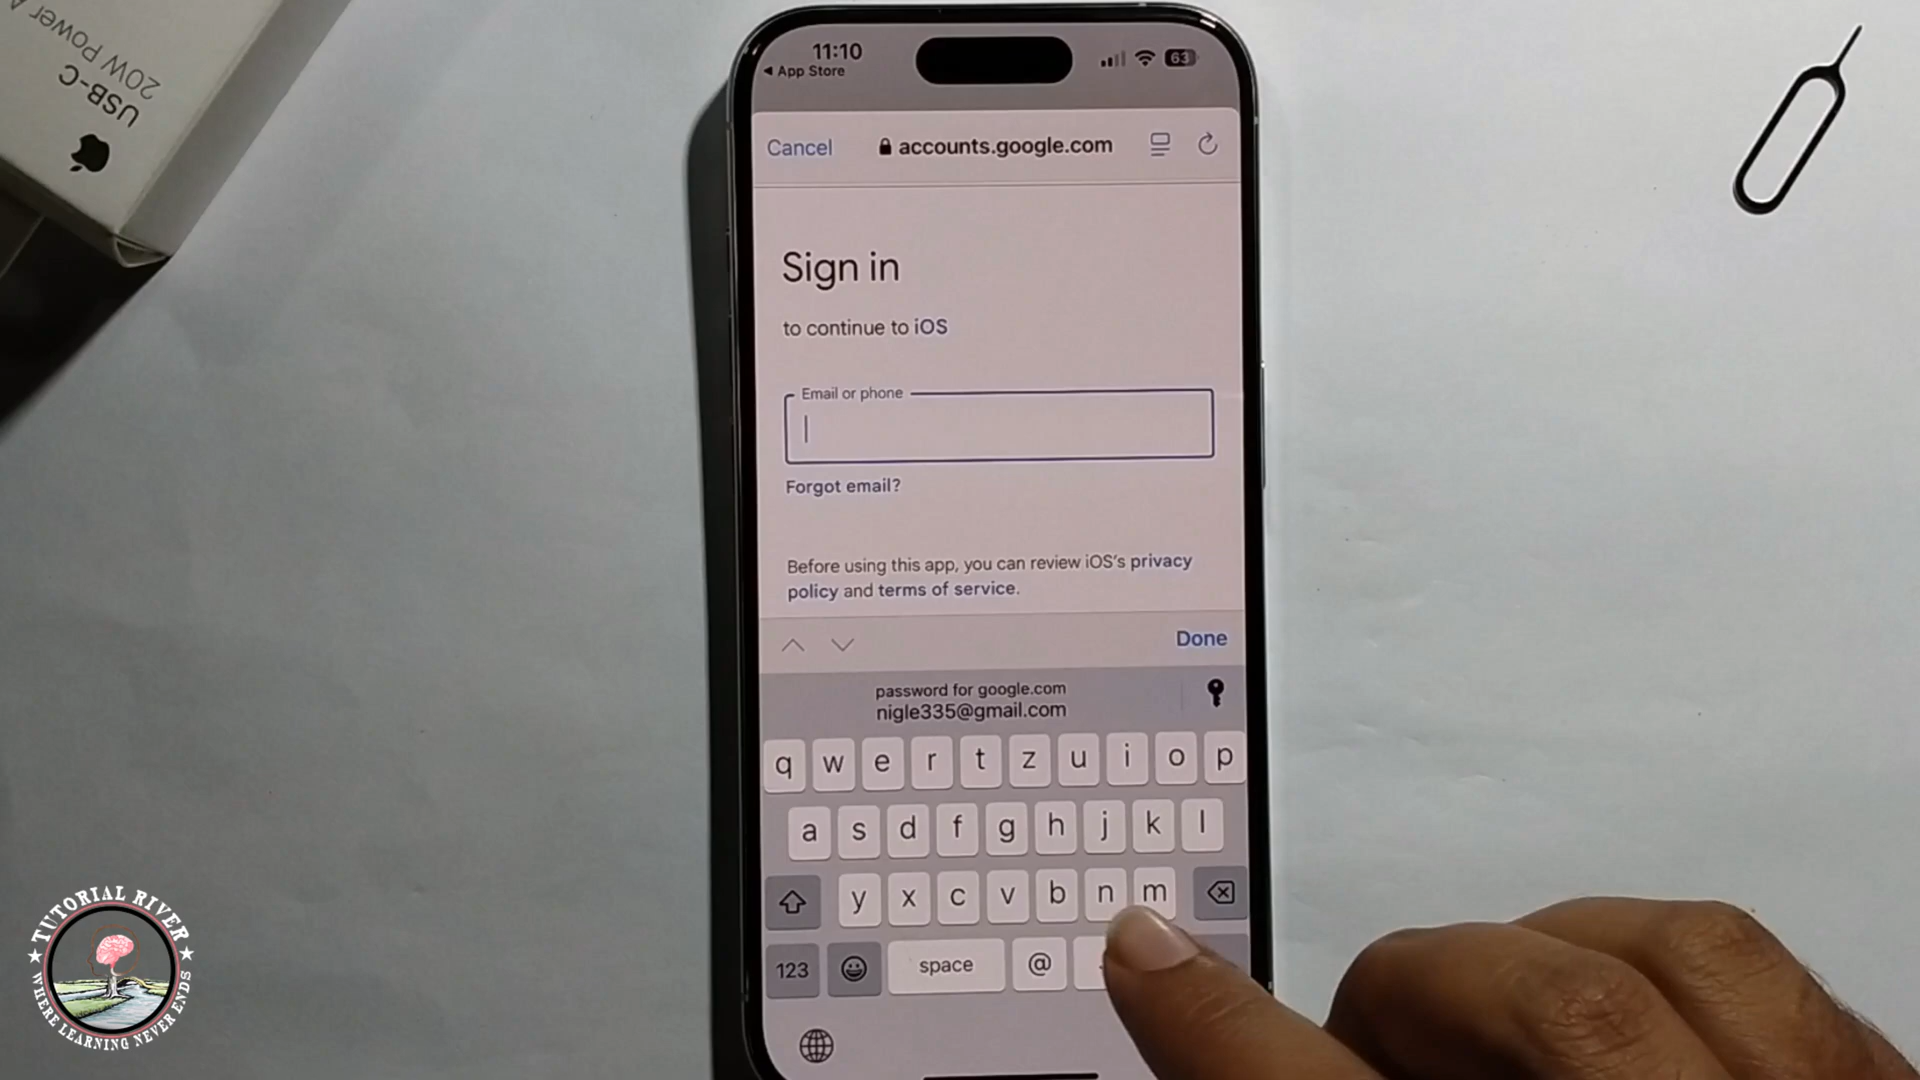 USB-C
20W Power
11:10
App Store
63
Cancel
accounts.google.com
Sign in
to continue to iOS
Email or phone
Forgot email?
Before using this app, you can review iOS's privacy
policy and terms of service.
Done
password for google.com
nigle335@gmail.com
q w e r t z u i o p
a s d f g h j k l
y x c v b n m
123 space @
TUTORIAL RIVER
WHERE LEARNING NEVER ENDS